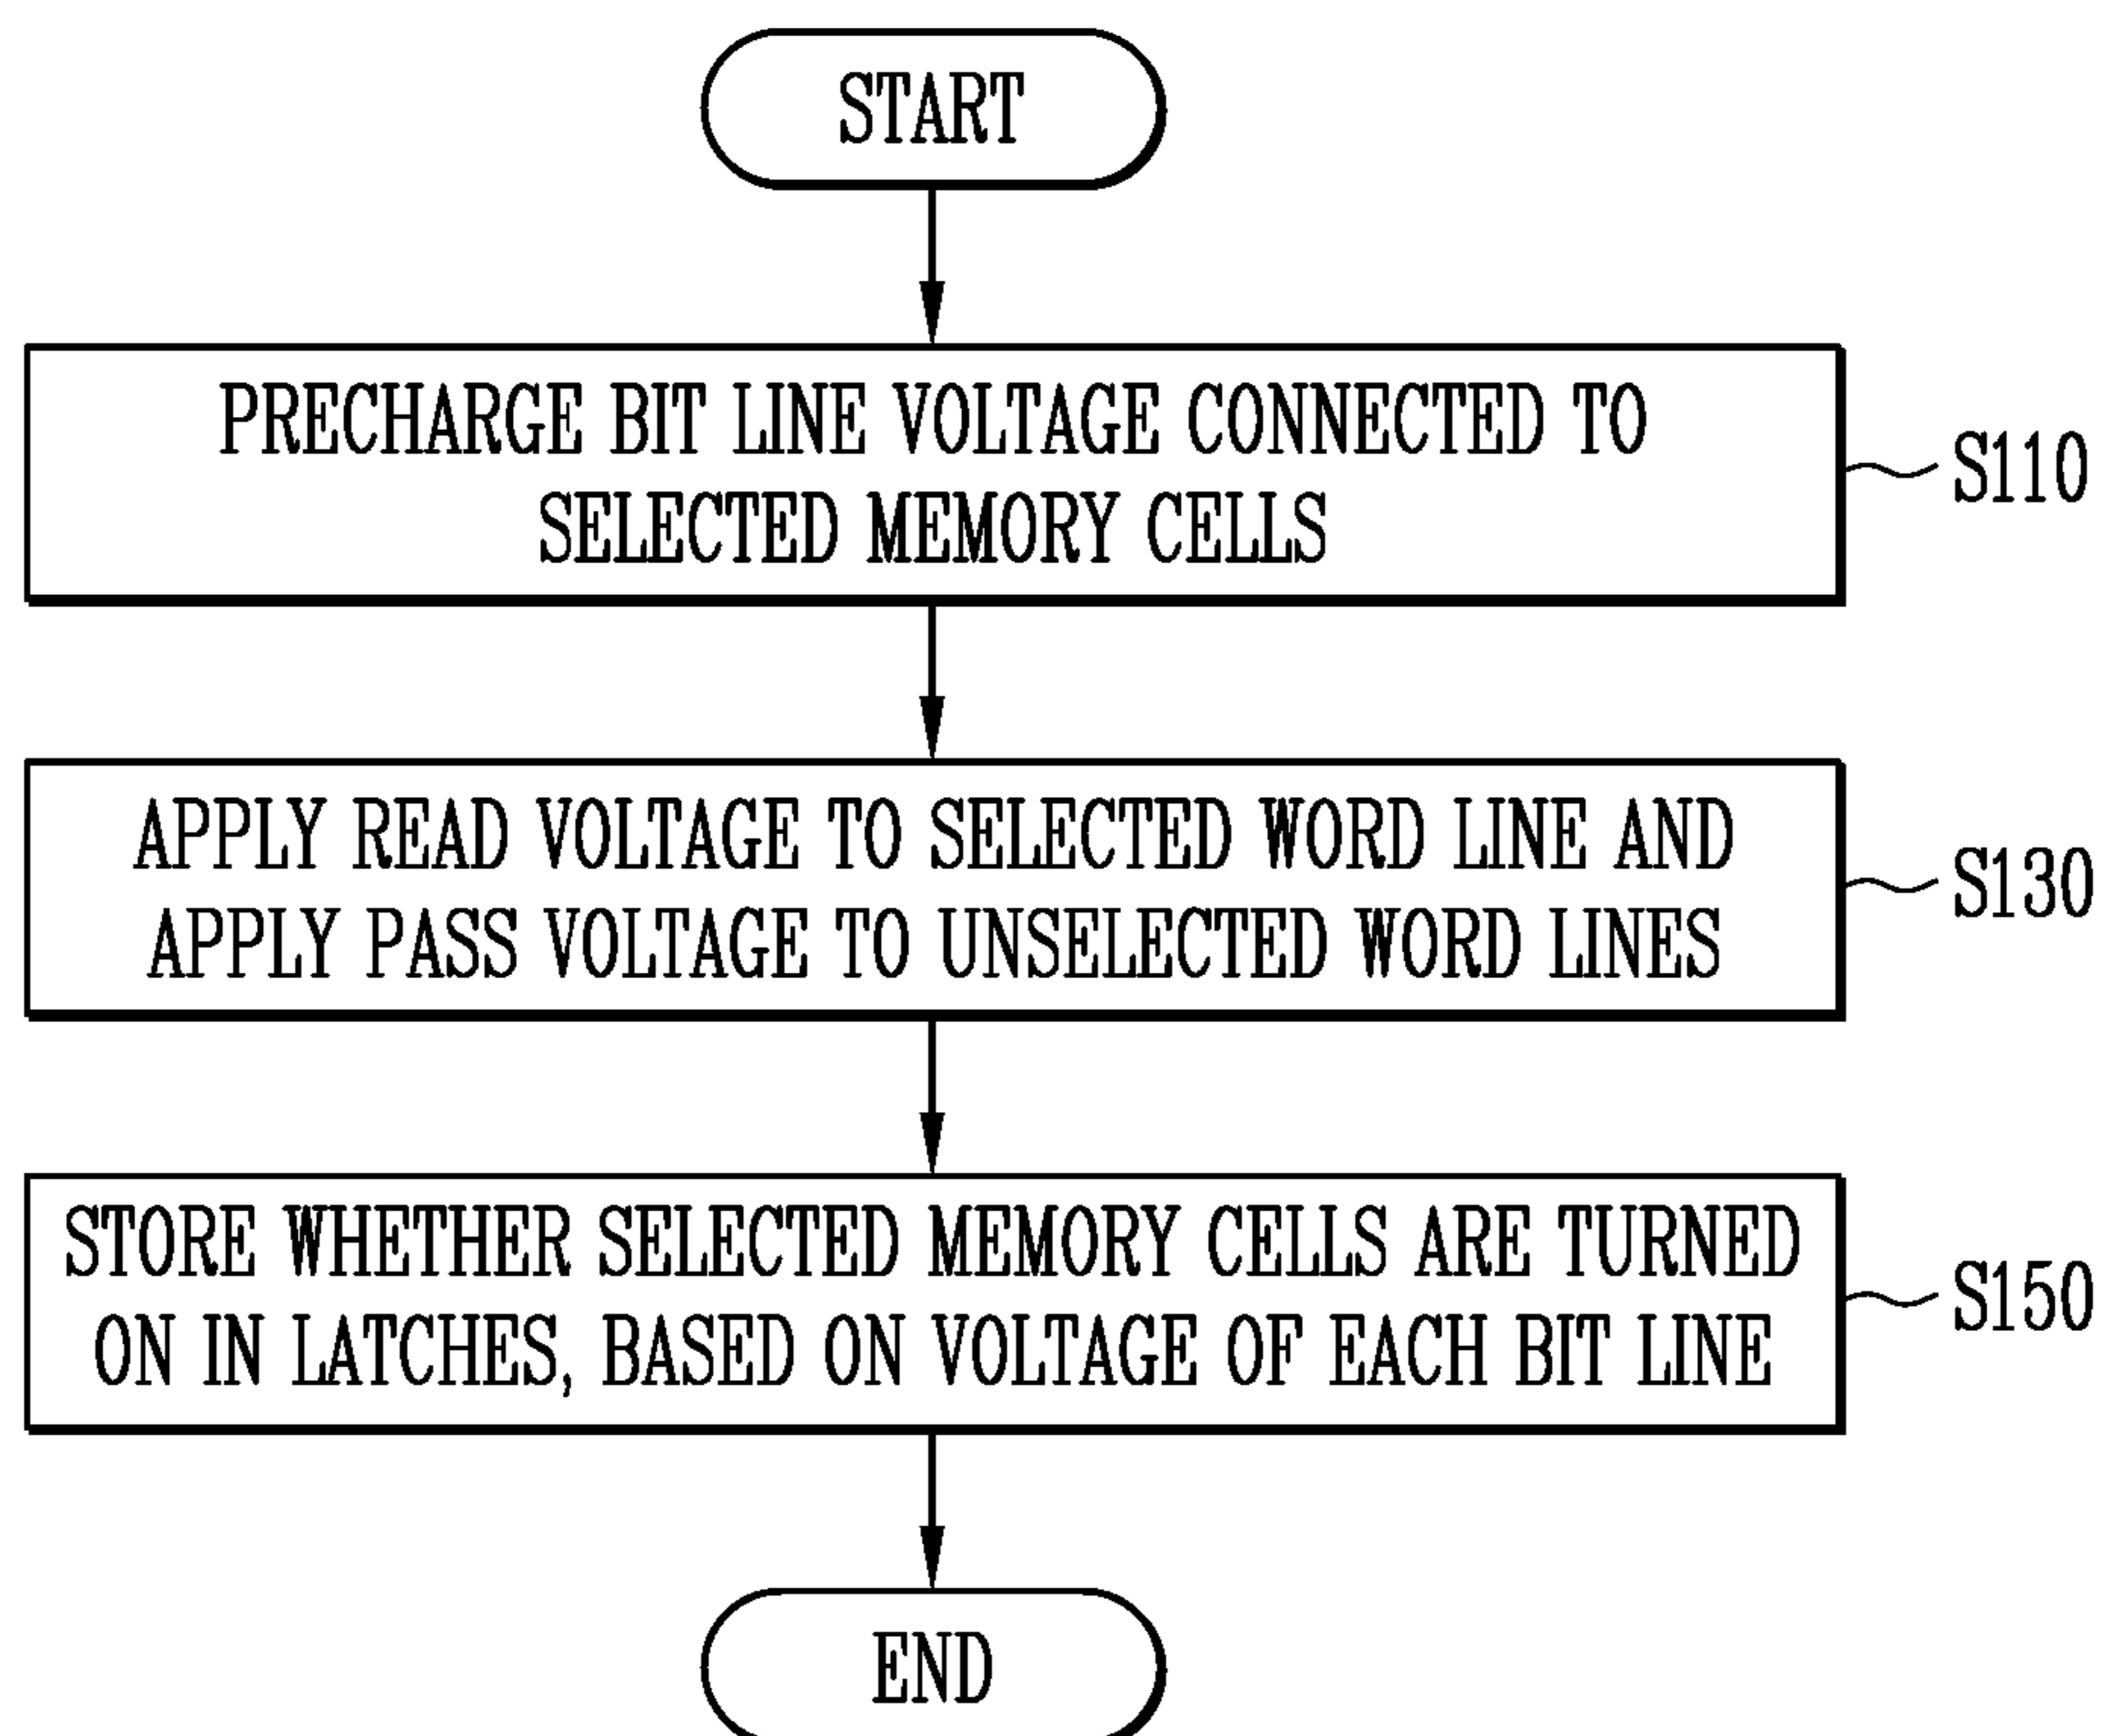 START
PRECHARGE BIT LINE VOLTAGE CONNECTED TO
SELECTED MEMORY CELLS
S110
APPLY READ VOLTAGE TO SELECTED WORD LINE AND
APPLY PASS VOLTAGE TO UNSELECTED WORD LINES
S130
STORE WHETHER SELECTED MEMORY CELLS ARE TURNED
ON IN LATCHES, BASED ON VOLTAGE OF EACH BIT LINE
S150
END